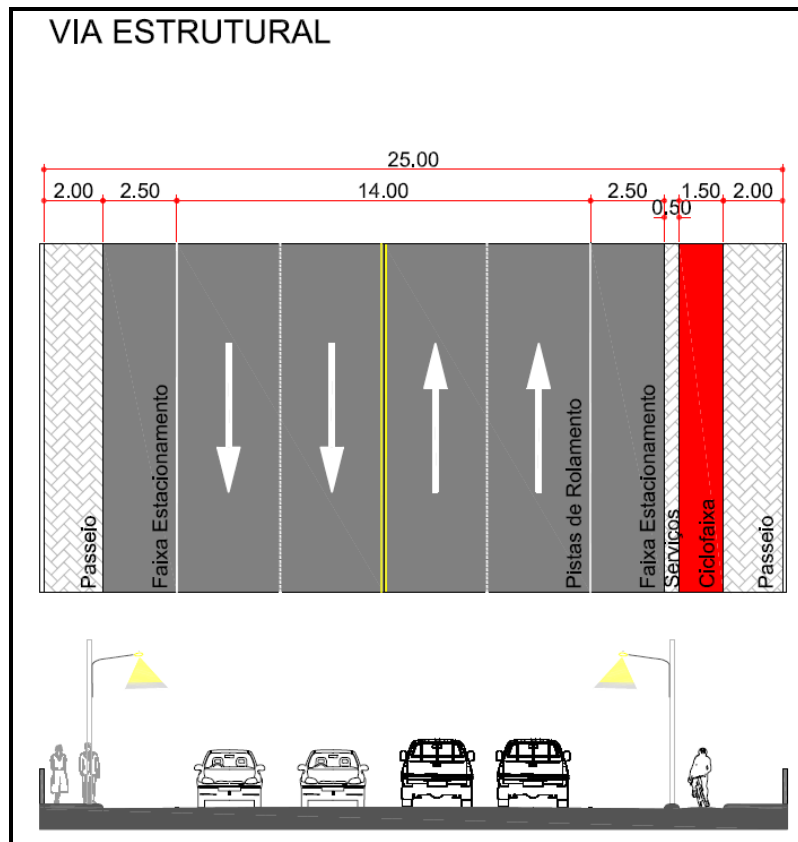 VIA ESTRUTURAL
25.00
2.00 2.50 14.00 2.50 0.50 1.50 2.00
Passeio
Faixa Estacionamento
Pistas de Rolamento
Faixa Estacionamento
Serviços
Ciclofaixa
Passeio